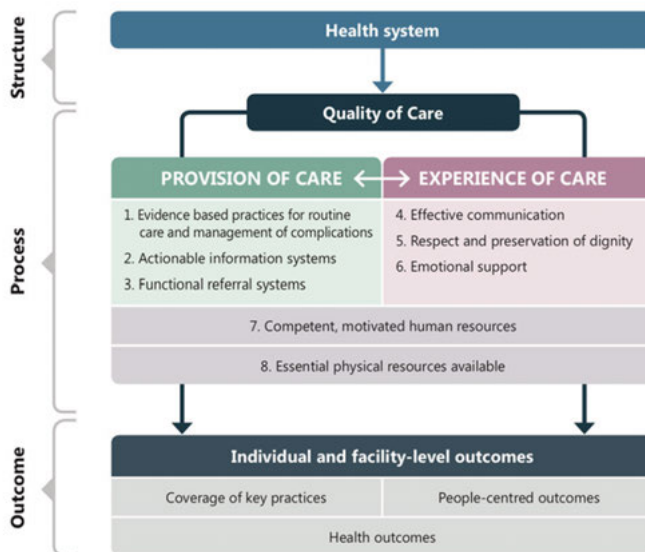 Structure
Health system
Process
Quality of Care
PROVISION OF CARE
EXPERIENCE OF CARE
1. Evidence based practices for routine
care and management of complications
2. Actionable information systems
3. Functional referral systems
4. Effective communication
5. Respect and preservation of dignity
6. Emotional support
7. Competent, motivated human resources
8. Essential physical resources available
Outcome
Individual and facility-level outcomes
Coverage of key practices
People-centred outcomes
Health outcomes